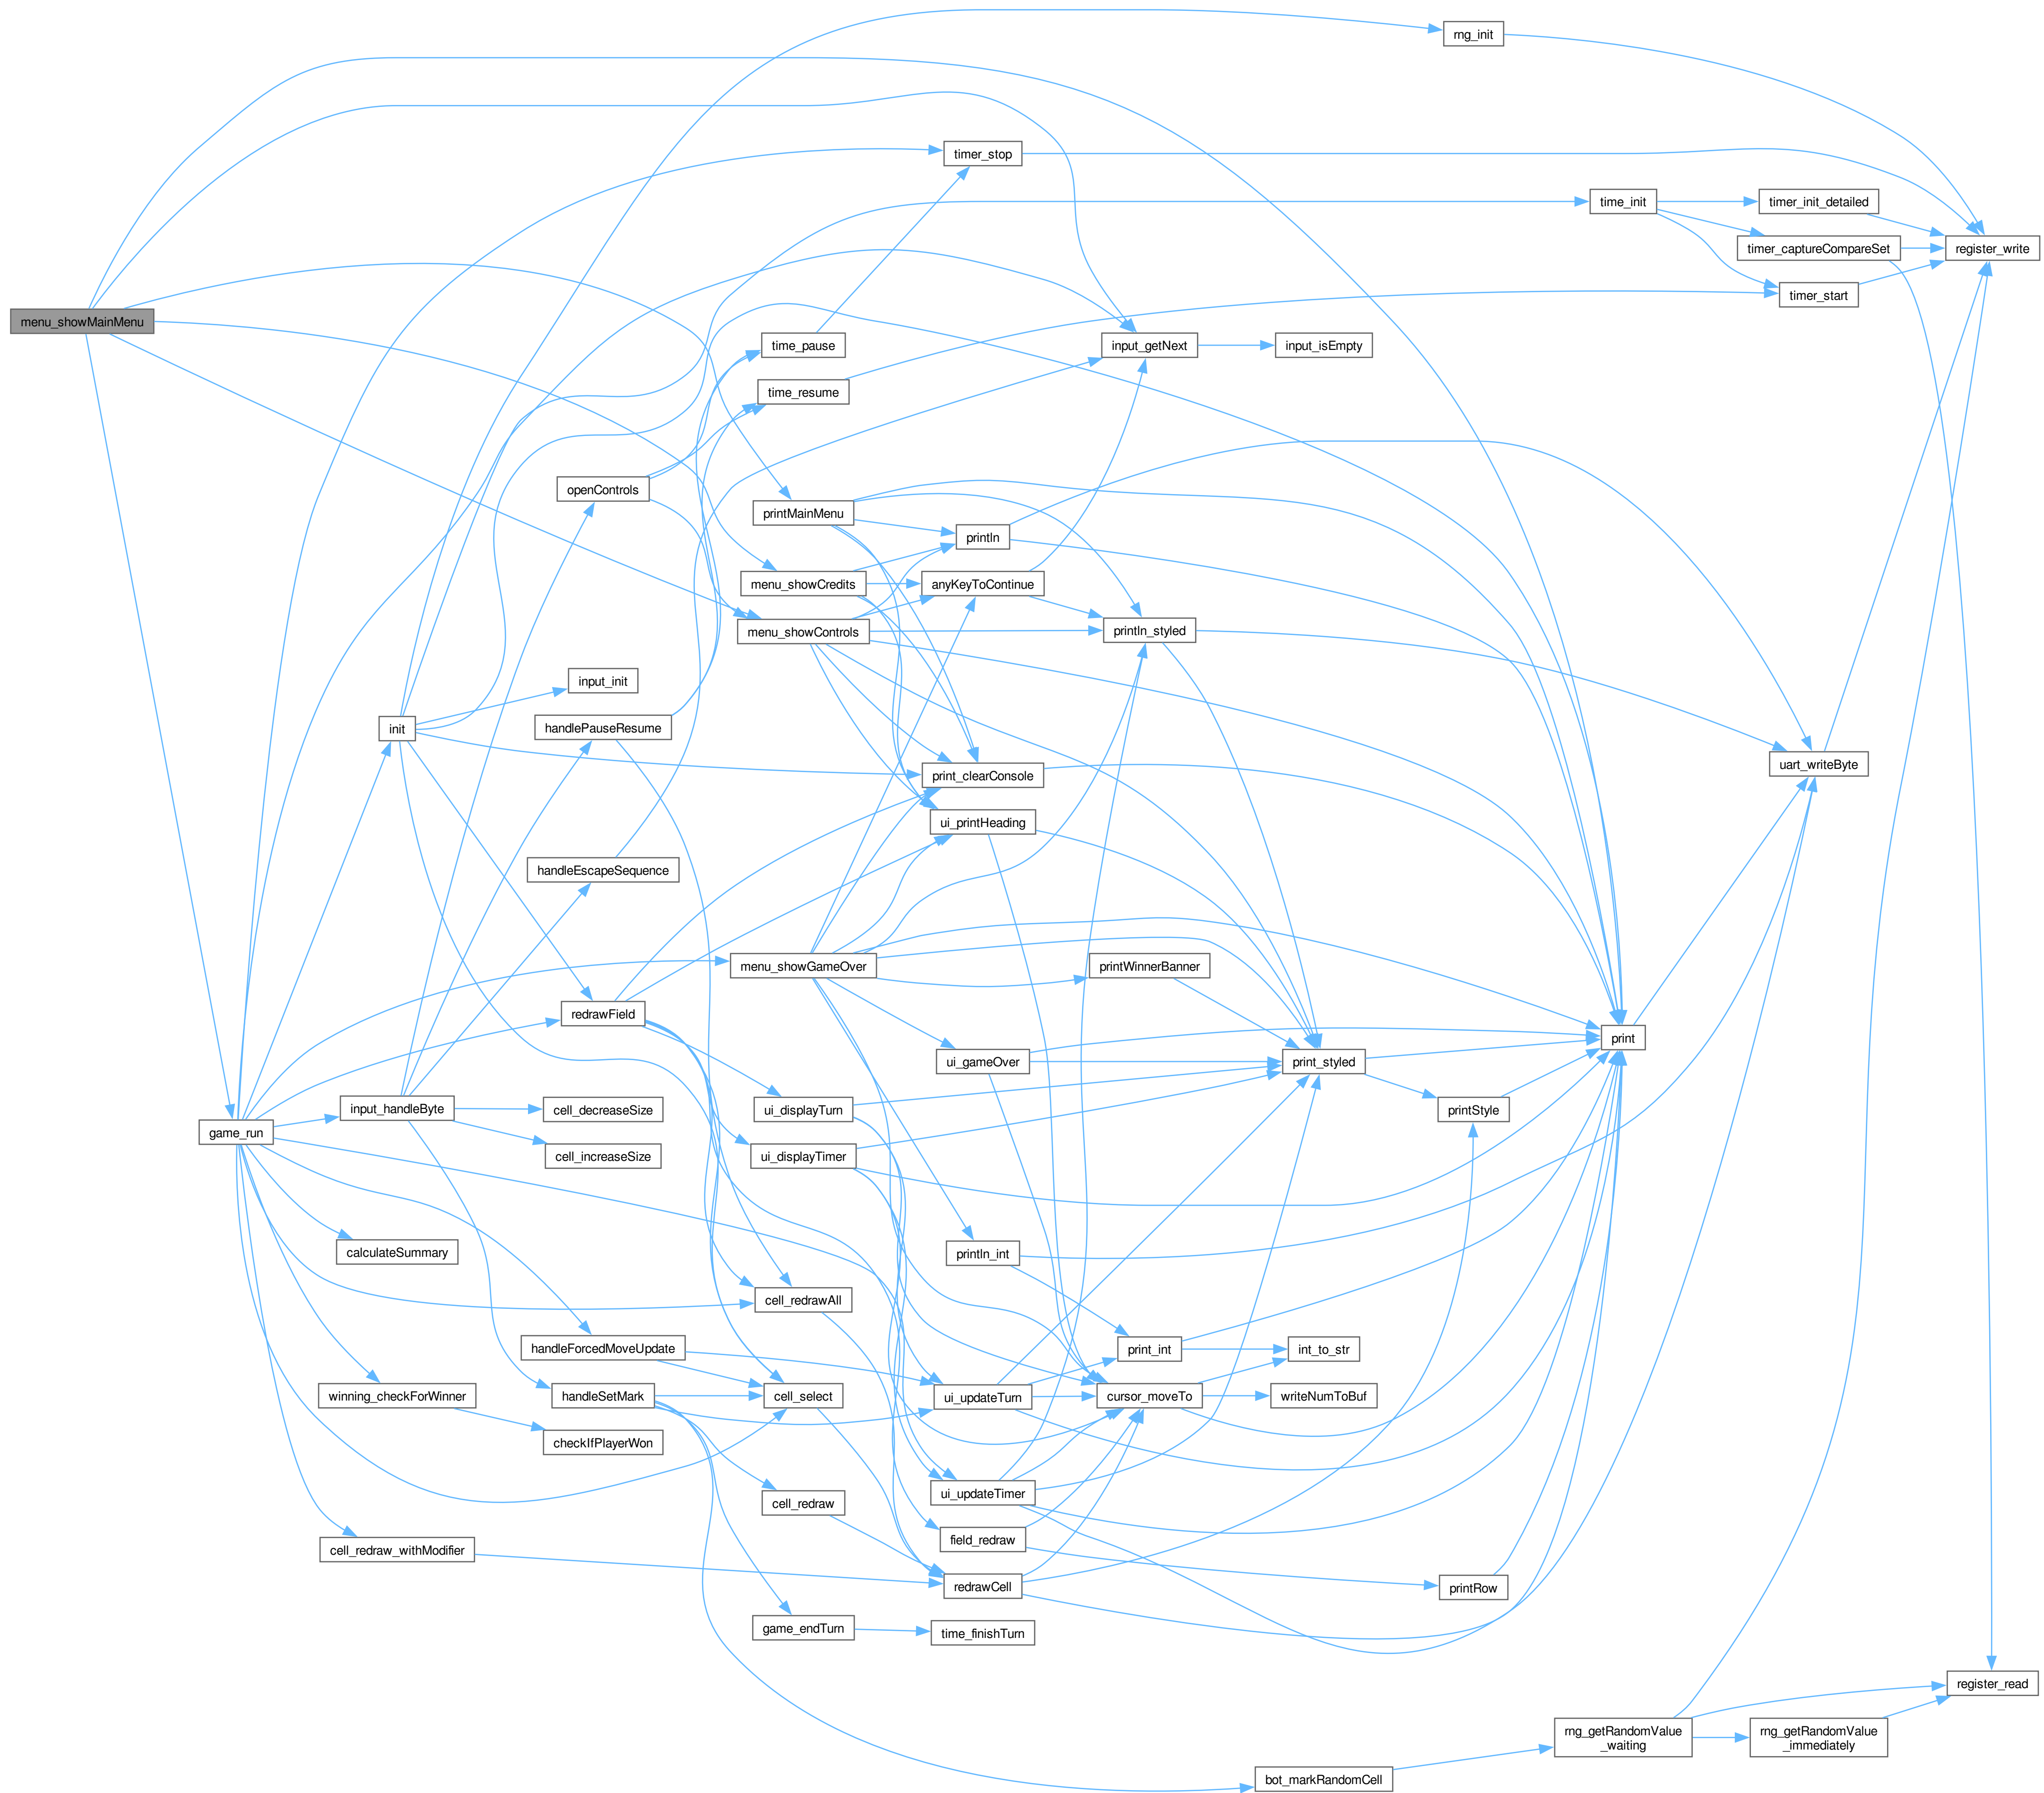 rng_init
timer_stop
time_init
timer_init_detailed
timer_captureCompareSet
register_write
timer_start
menu_showMainMenu
time_pause
input_getNext
input_isEmpty
time_resume
openControls
printMainMenu
println
menu_showCredits
anyKeyToContinue
menu_showControls
println_styled
input_init
init
handlePauseResume
uart_writeByte
print_clearConsole
ui_printHeading
handleEscapeSequence
menu_showGameOver
printWinnerBanner
redrawField
print
ui_gameOver
print_styled
input_handleByte
cell_decreaseSize
ui_displayTurn
printStyle
game_run
cell_increaseSize
ui_displayTimer
calculateSummary
println_int
cell_redrawAll
handleForcedMoveUpdate
print_int
int_to_str
winning_checkForWinner
handleSetMark
cell_select
ui_updateTurn
cursor_moveTo
writeNumToBuf
checkIfPlayerWon
ui_updateTimer
cell_redraw
field_redraw
cell_redraw_withModifier
redrawCell
printRow
game_endTurn
time_finishTurn
register_read
rng_getRandomValue
_waiting
rng_getRandomValue
_immediately
bot_markRandomCell